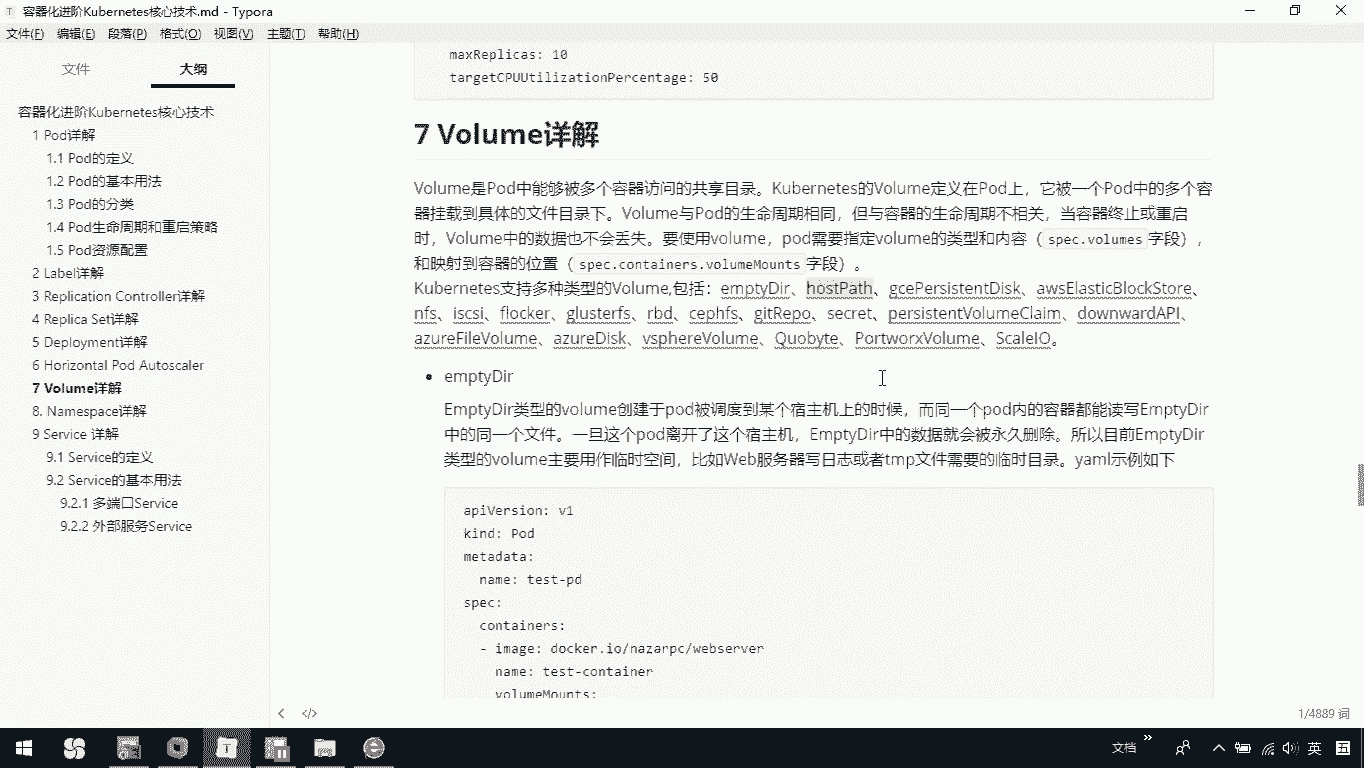 容器化进阶Kubernetes核心技术.md - Typora
文件(F) 编辑(E) 段落(P) 格式(O) 视图(V) 主题(T) 帮助(H)
文件 大纲
容器化进阶Kubernetes核心技术
1 Pod详解
1.1 Pod的定义
1.2 Pod的基本用法
1.3 Pod的分类
1.4 Pod生命周期和重启策略
1.5 Pod资源配置
2 Label详解
3 Replication Controller详解
4 Replica Set详解
5 Deployment详解
6 Horizontal Pod Autoscaler
7 Volume详解
8. Namespace详解
9 Service 详解
9.1 Service的定义
9.2 Service的基本用法
9.2.1 多端口Service
9.2.2 外部服务Service
maxReplicas: 10
targetCPUUtilizationPercentage: 50
7 Volume详解
Volume是Pod中能够被多个容器访问的共享目录。Kubernetes的Volume定义在Pod上，它被一个Pod中的多个容
器挂载到具体的文件目录下。Volume与Pod的生命周期相同，但与容器的生命周期不相关，当容器终止或重启
时，Volume中的数据也不会丢失。要使用volume，pod需要指定volume的类型和内容（ spec.volumes 字段），
和映射到容器的位置（ spec.containers.volumeMounts 字段）。
Kubernetes支持多种类型的Volume,包括：emptyDir、hostPath、gcePersistentDisk、awsElasticBlockStore、
nfs、iscsi、flocker、glusterfs、rbd、cephfs、gitRepo、secret、persistentVolumeClaim、downwardAPI、
azureFileVolume、azureDisk、vsphereVolume、Quobyte、PortworxVolume、ScaleIO。
• emptyDir
EmptyDir类型的volume创建于pod被调度到某个宿主机上的时候，而同一个pod内的容器都能读写EmptyDir
中的同一个文件。一旦这个pod离开了这个宿主机，EmptyDir中的数据就会被永久删除。所以目前EmptyDir
类型的volume主要用作临时空间，比如Web服务器写日志或者tmp文件需要的临时目录。yaml示例如下
apiVersion: v1
kind: Pod
metadata:
name: test-pd
spec:
containers:
- image: docker.io/nazarpc/webserver
name: test-container
volumeMounts:
1/4889 词
文档 英 五